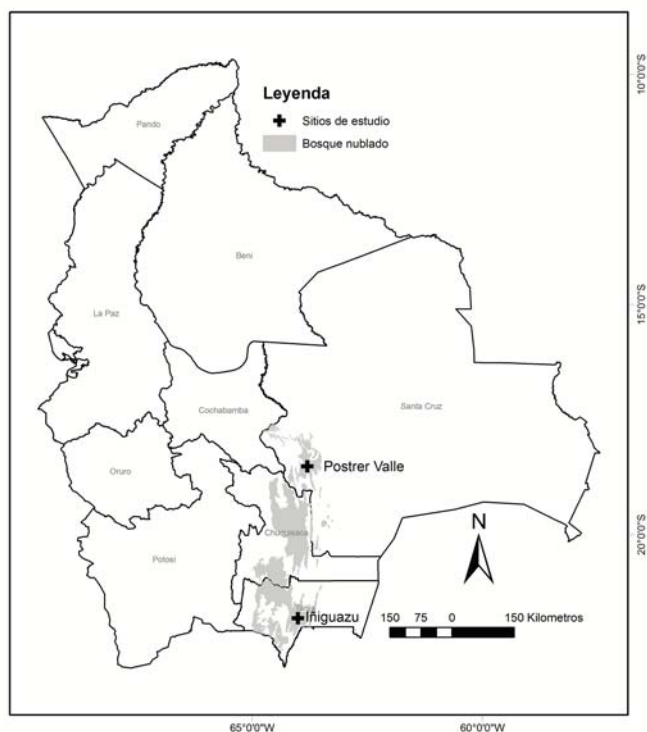 Leyenda
Sitios de estudio
Bosque nublado
Pando
Beni
La Paz
Cochabamba
Santa Cruz
Oruro
Postrer Valle
Chuquisaca
Potosí
Iñiguazu
N
150 75 0 150 Kilometros
10°0'0"S
15°0'0"S
20°0'0"S
65°0'0"W
60°0'0"W